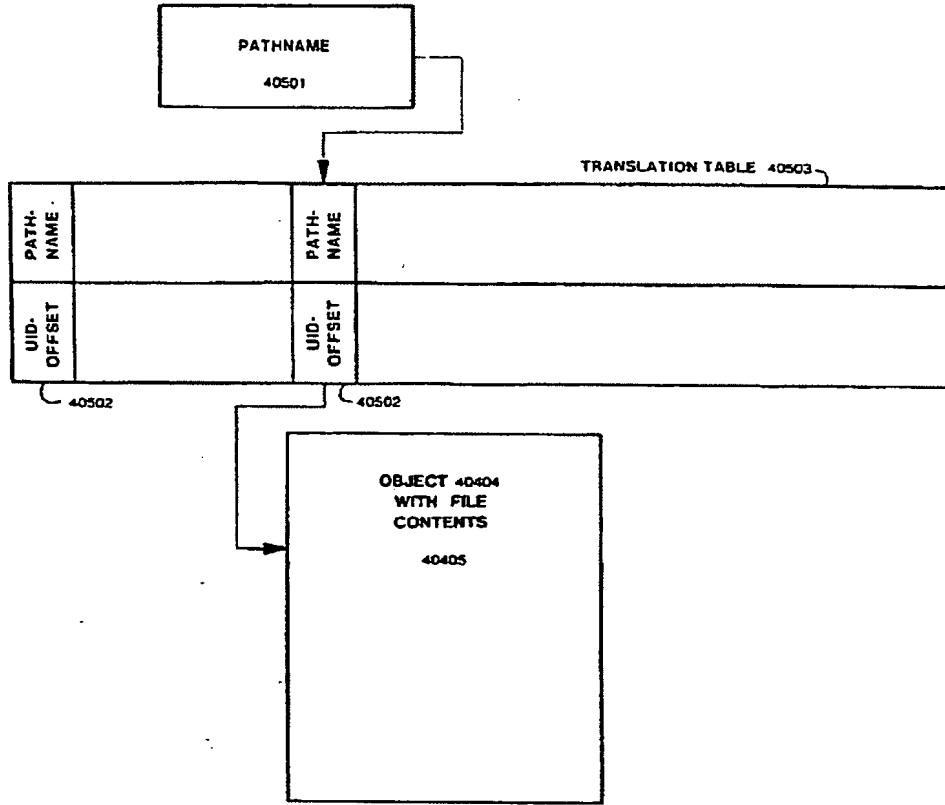 PATHNAME
40501
TRANSLATION TABLE 40503
PATH-
NAME
PATH-
NAME
UID-
OFFSET
UID-
OFFSET
40502
40502
OBJECT 40404
WITH FILE
CONTENTS
40405